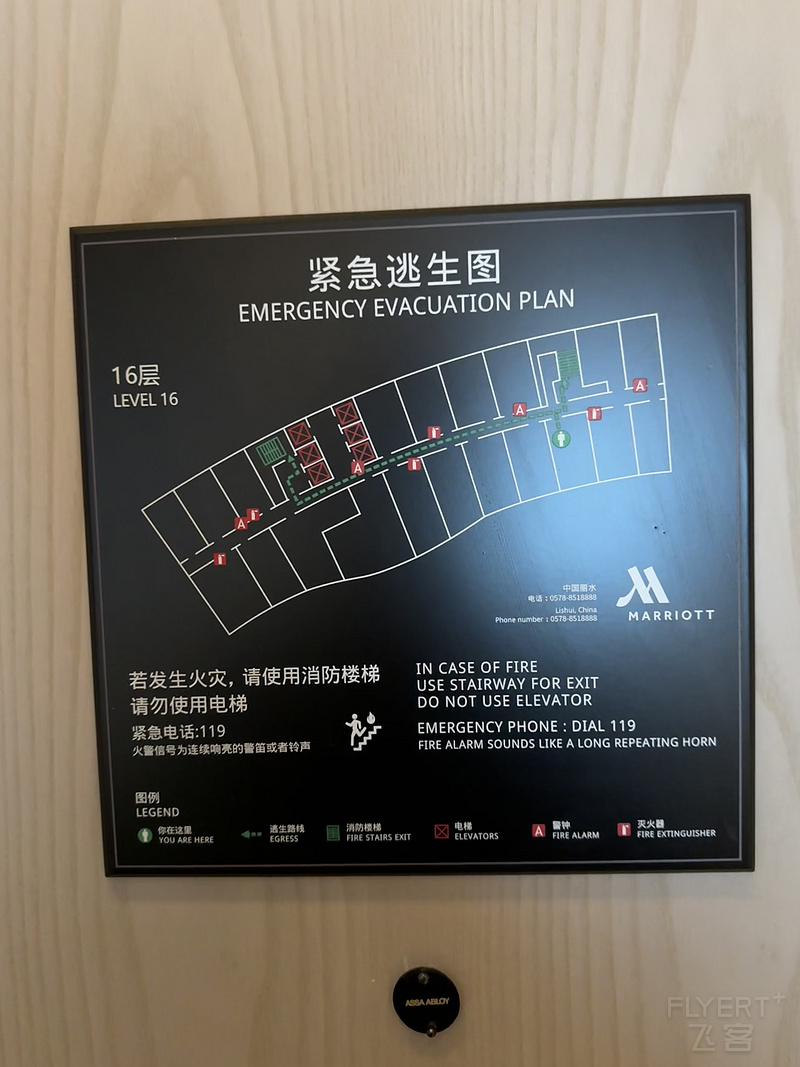 紧急逃生图
EMERGENCY EVACUATION PLAN
16层
LEVEL 16
A
A
A
A
中国丽水
电话：0578-8518888
Lishui, China
Phone number : 0578-8518888
MARRIOTT
若发生火灾，请使用消防楼梯
请勿使用电梯
紧急电话:119
火警信号为连续响亮的警笛或者铃声
IN CASE OF FIRE
USE STAIRWAY FOR EXIT
DO NOT USE ELEVATOR
EMERGENCY PHONE : DIAL 119
FIRE ALARM SOUNDS LIKE A LONG REPEATING HORN
图例
LEGEND
你在这里
YOU ARE HERE
逃生路线
EGRESS
消防楼梯
FIRE STAIRS EXIT
电梯
ELEVATORS
A
警钟
FIRE ALARM
灭火器
FIRE EXTINGUISHER
ASSA ABLOY
FLYERT+
飞客